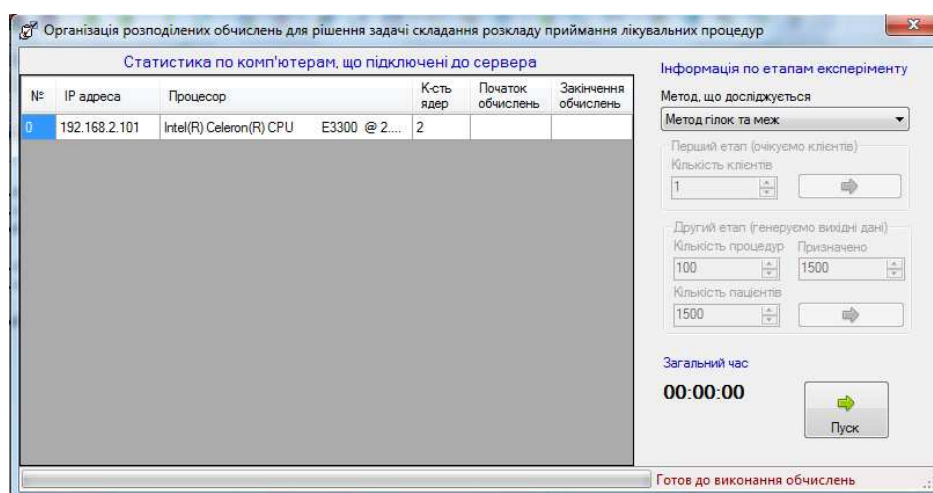 Організація розподілених обчислень для рішення задачі складання розкладу приймання лікувальних процедур
Статистика по комп'ютерам, що підключені до сервера
№ IP адреса Процесор К-сть ядер Початок обчислень Закінчення обчислень
0 192.168.2.101 Intel(R) Celeron(R) CPU E3300 @ 2.... 2
Інформація по етапам експерименту
Метод, що досліджується
Метод гілок та меж
Перший етап (очікуємо клієнтів)
Кількість клієнтів
1
Другий етап (генеруємо вихідні дані)
Кількість процедур Призначено
100 1500
Кількість пацієнтів
1500
Загальний час
00:00:00
Пуск
Готов до виконання обчислень